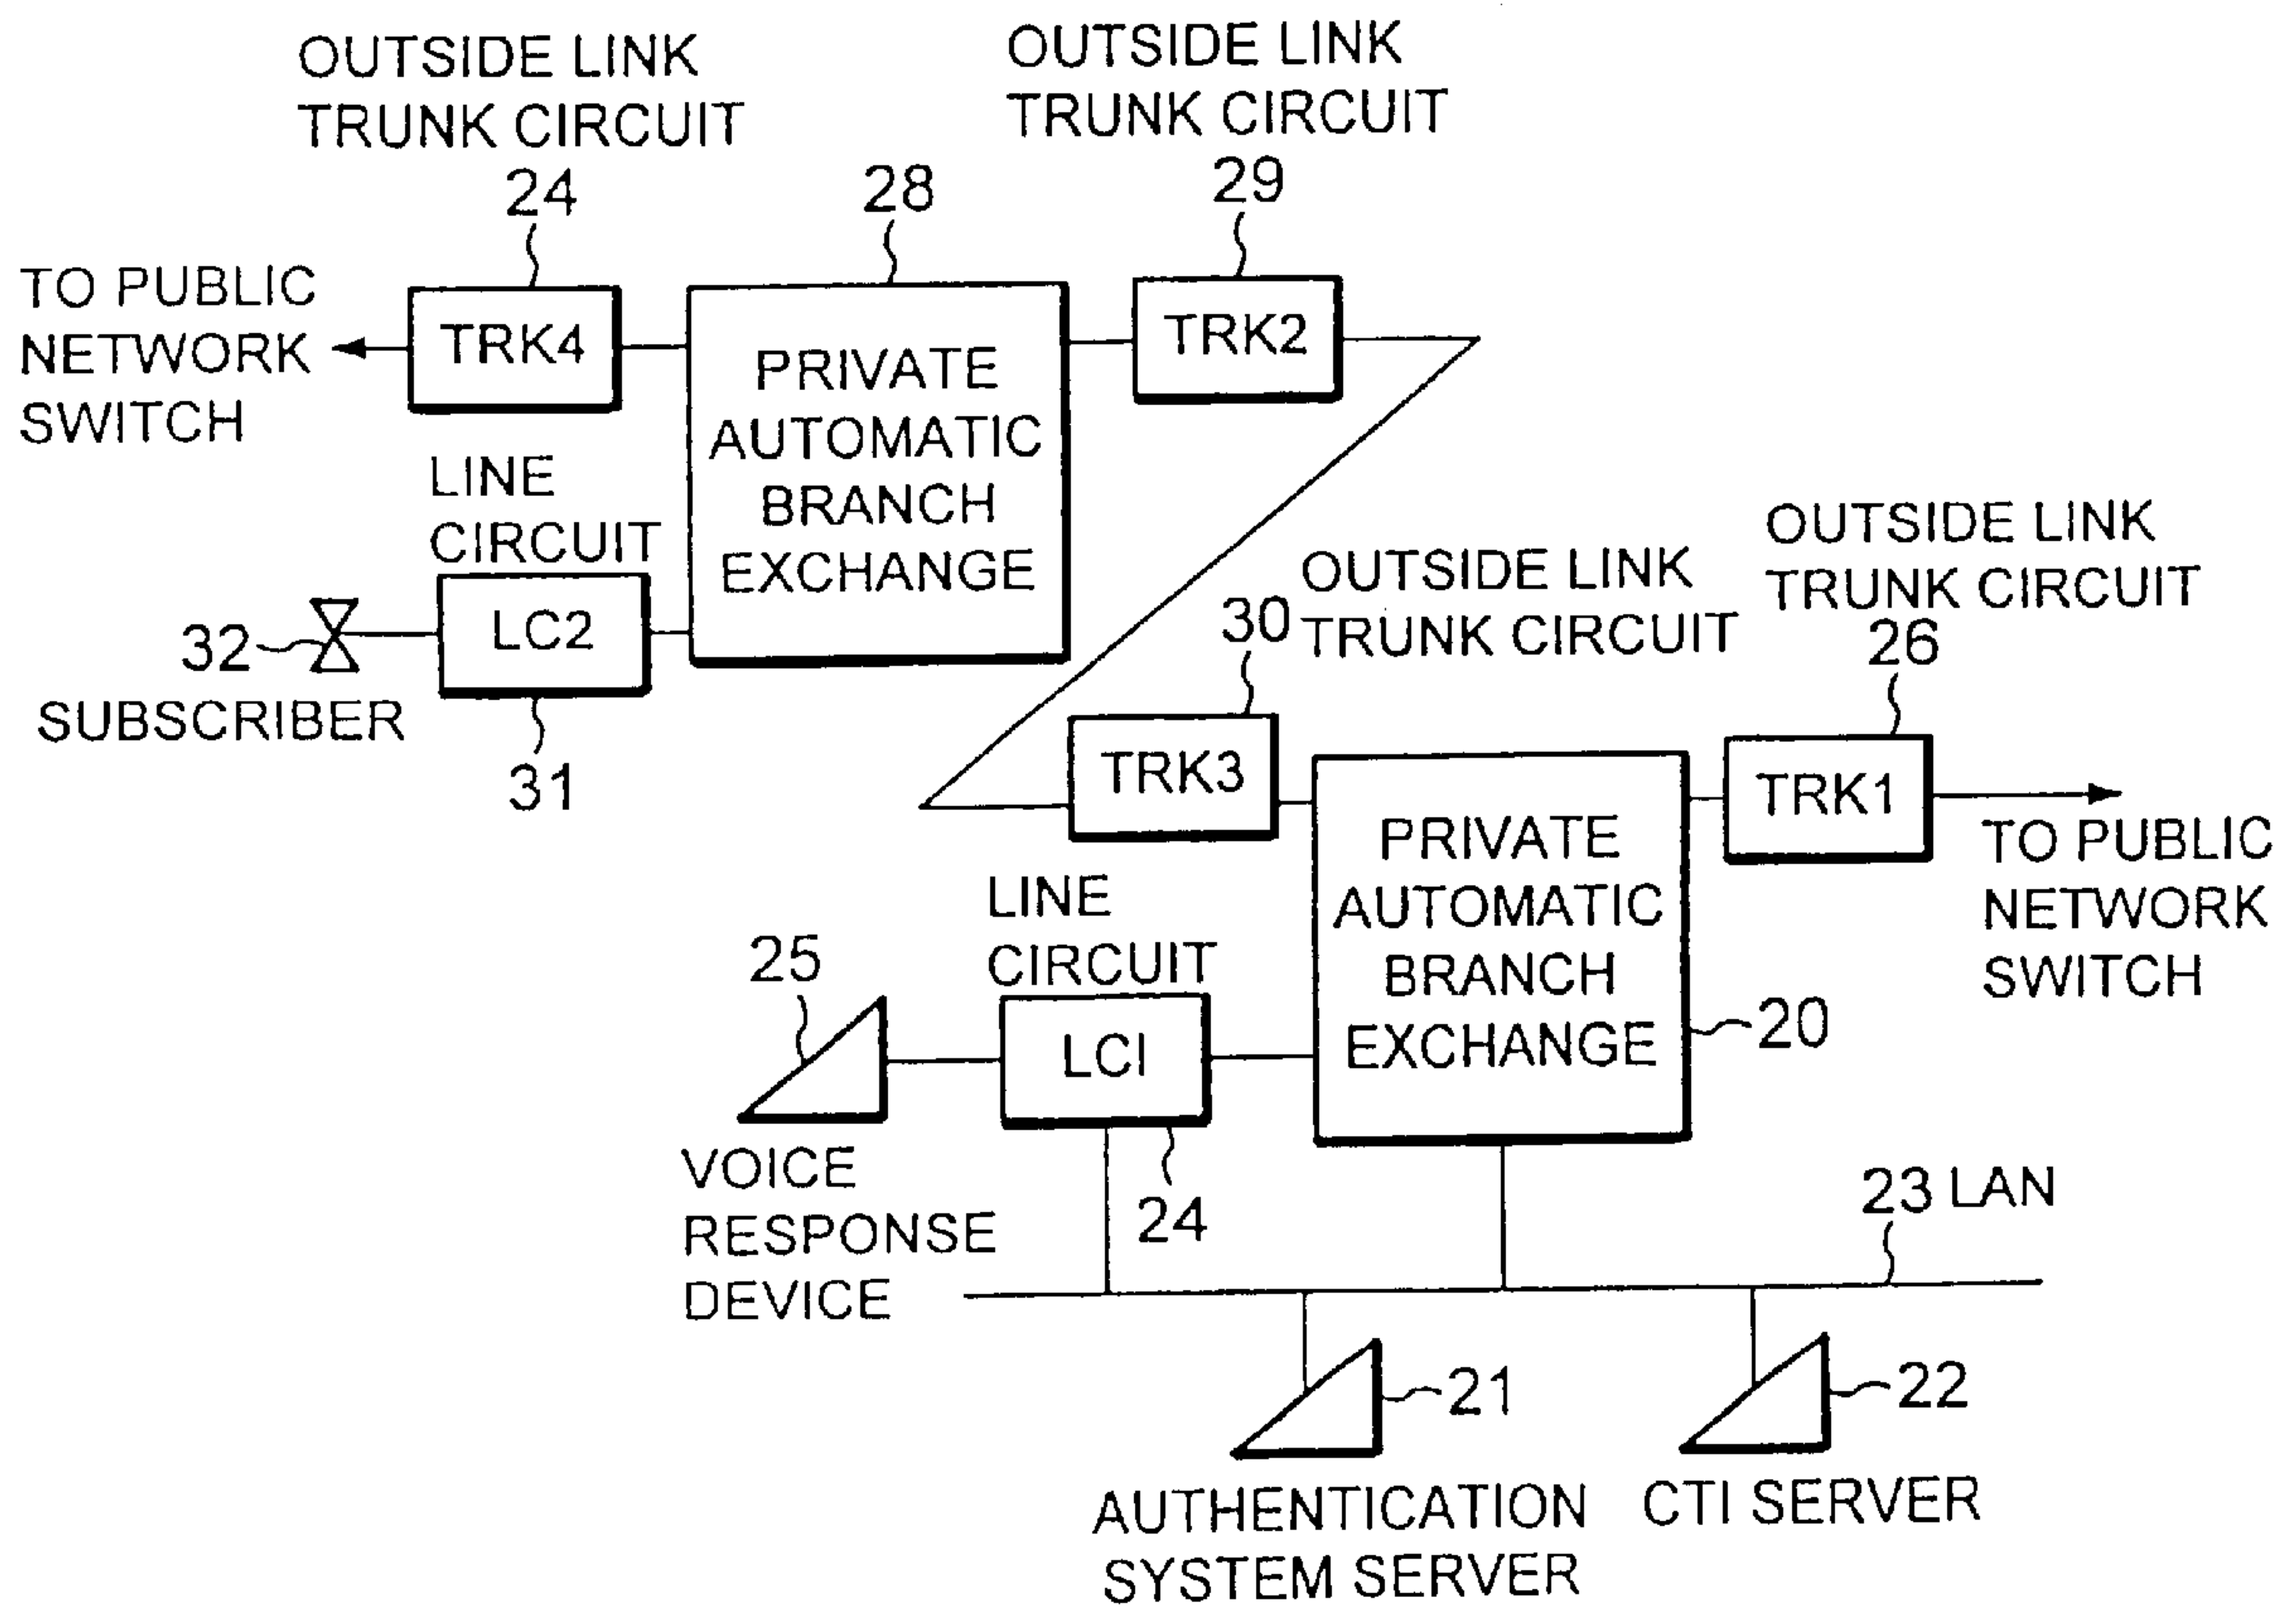 OUTSIDE LINK
TRUNK CIRCUIT
24
28
OUTSIDE LINK
TRUNK CIRCUIT
29
TO PUBLIC
NETWORK
SWITCH
TRK4
PRIVATE
AUTOMATIC
BRANCH
EXCHANGE
TRK2
LINE
CIRCUIT
LC2
32
SUBSCRIBER
31
30
OUTSIDE LINK
TRUNK CIRCUIT
OUTSIDE LINK
TRUNK CIRCUIT
26
TRK3
PRIVATE
AUTOMATIC
BRANCH
EXCHANGE
TRK1
TO PUBLIC
NETWORK
SWITCH
20
LINE
CIRCUIT
25
LCI
VOICE
RESPONSE
DEVICE
24
23 LAN
21
22
AUTHENTICATION
SYSTEM SERVER
CTI SERVER